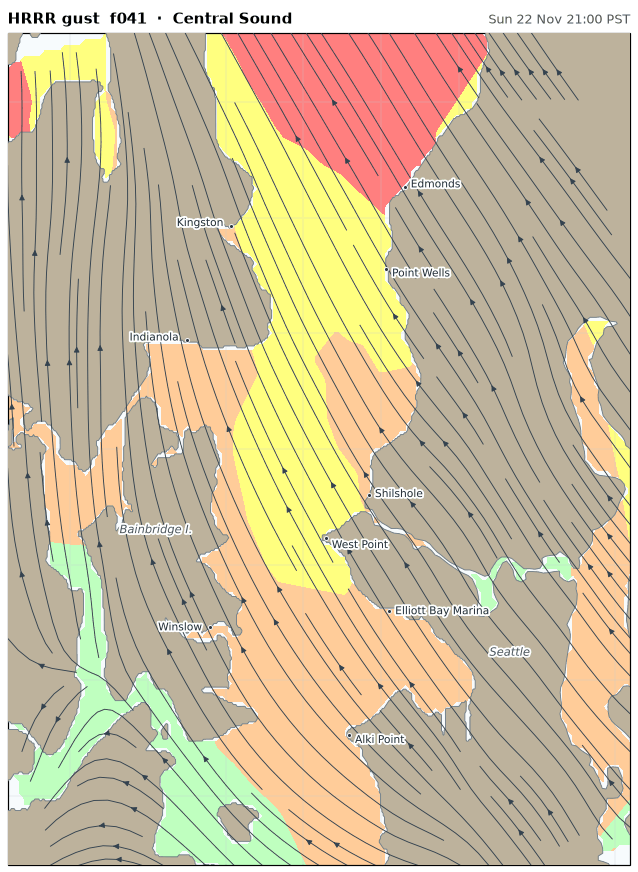 HRRR gust f041 · Central Sound
Sun 22 Nov 21:00 PST
Edmonds
Kingston
Point Wells
Indianola
Shilshole
Bainbridge I.
West Point
Elliott Bay Marina
Winslow
Seattle
Alki Point